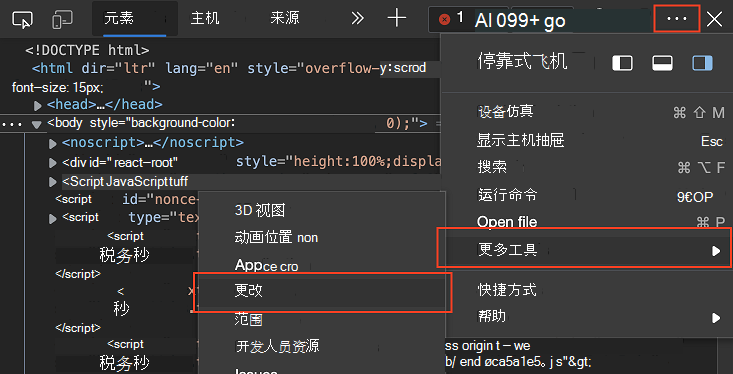 元素 主机 来源 1 AI 099+ go
<!DOCTYPE html>
<html dir="ltr" lang="en" style="overflow-y:scrod
font-size: 15px; ">
<head>…</head>
<body style="background-color: 0);"> =
<noscript>…</noscript>
<div id="react-root" style="height:100%;displa
<Script JavaScript tuff
<script id="nonce-
<script type="tex
<script
税务秒
</script>
<
秒
</script>
<script
税务秒
3D 视图
动画位置 non
Appce cro
更改
范围
开发人员资源
Issues
停靠式飞机
设备仿真 ⌘ ⇧ M
显示主机抽屉 Esc
搜索 ⌘ ⌥ F
运行命令 9€OP
Open file ⌘ P
更多工具
快捷方式
帮助
ss origin t – we
b/ end øca5a1e5。j s"&gt;